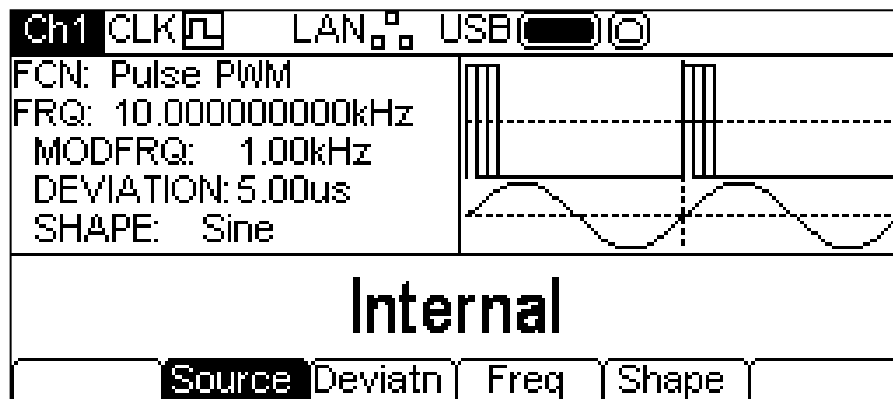 Ch1 CLK LAN USB
FCN: Pulse PWM
FRQ: 10.000000000kHz
MODFRQ: 1.00kHz
DEVIATION: 5.00us
SHAPE: Sine
Internal
Source Deviatn Freq Shape